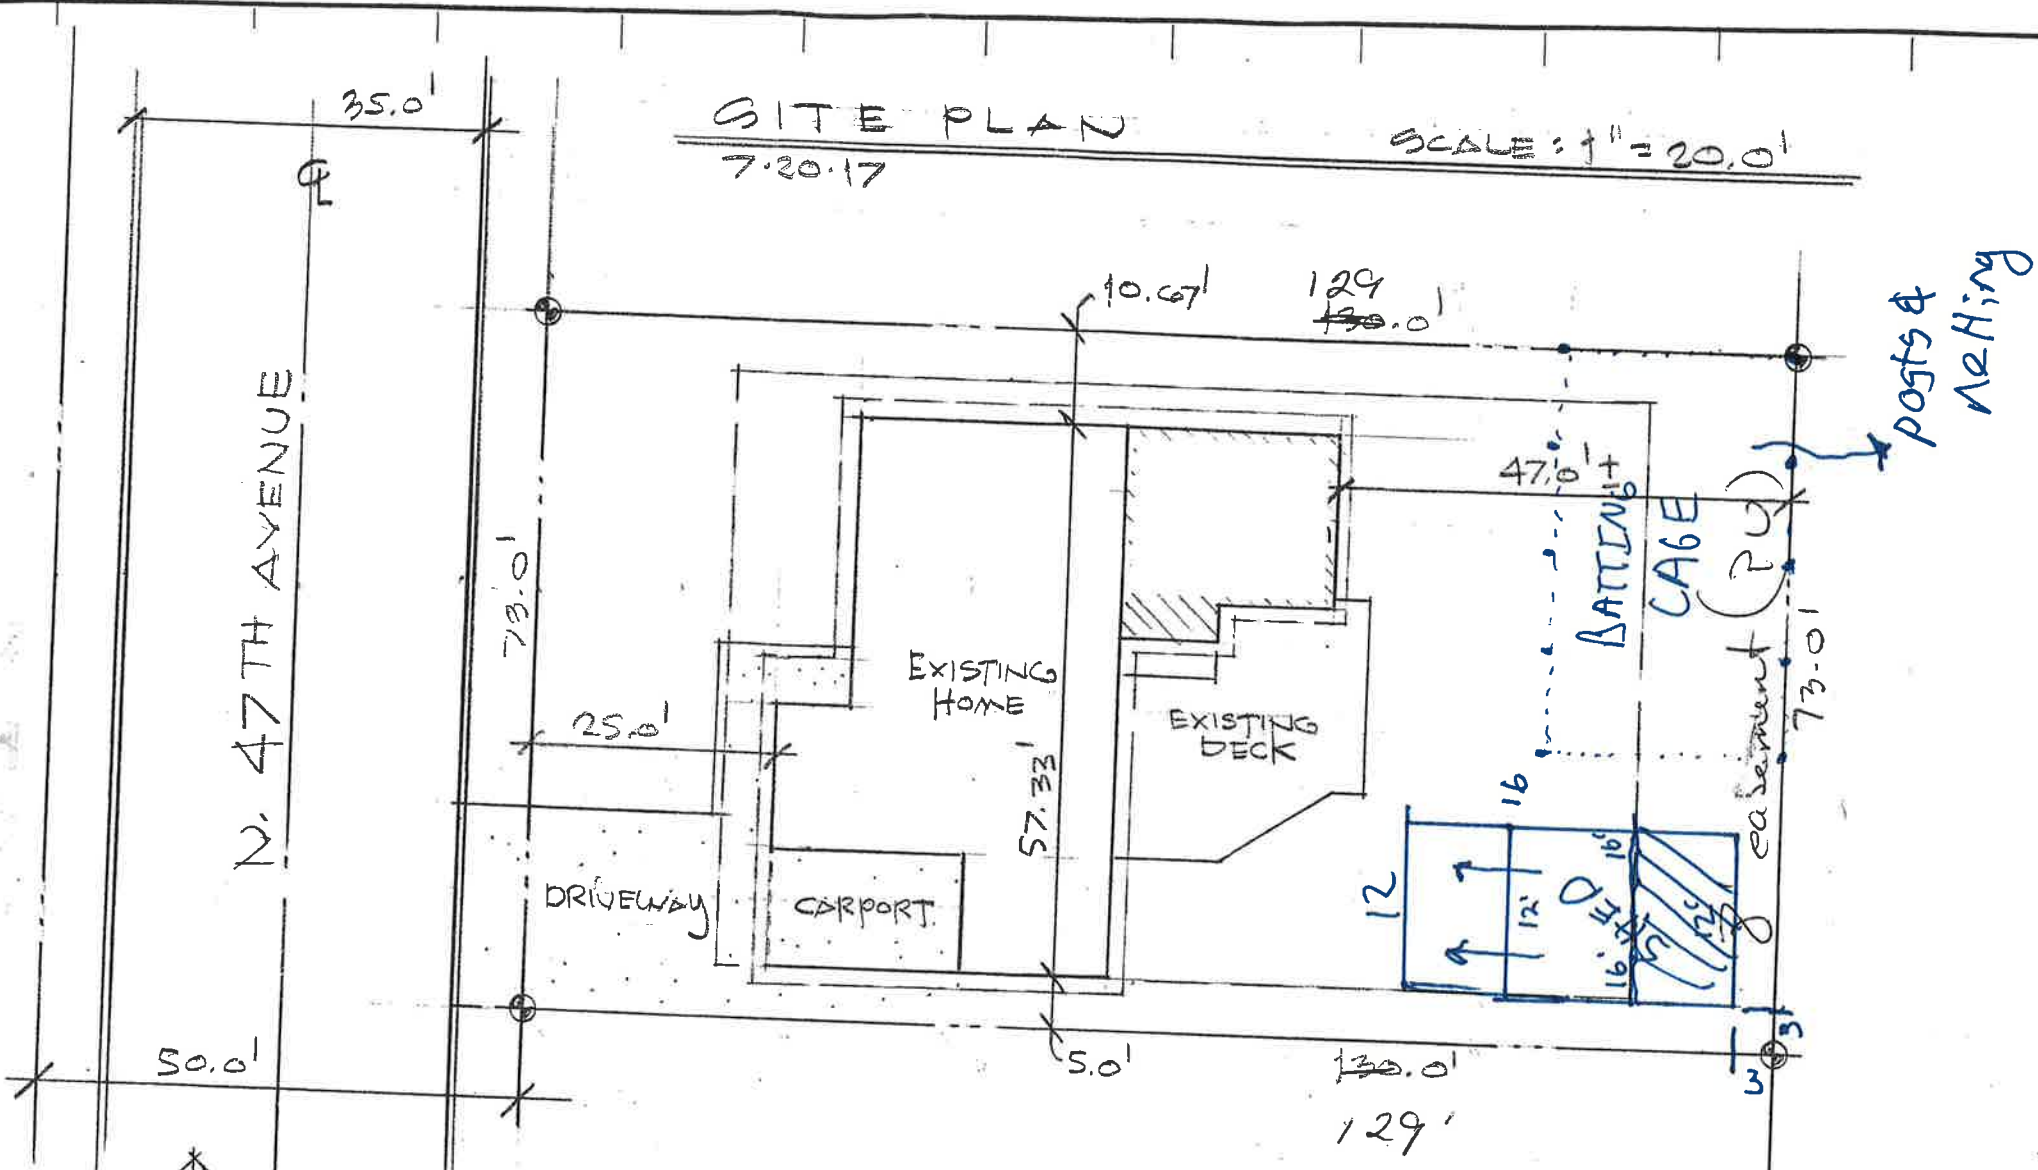 35.0'
SITE PLAN
SCALE: 1" = 20.0'
7.20.17
℄
posts &
netting
10.67'
129
130.0'
N. 47TH AVENUE
73.0'
47.0'±
BATTING
CAGE
easement (PU)
73.0'
EXISTING
HOME
EXISTING
DECK
25.0'
57.33'
DRIVEWAY
CARPORT
16
12
12'
16'
16'
12'
3'
3
50.0'
5.0'
130.0'
129'